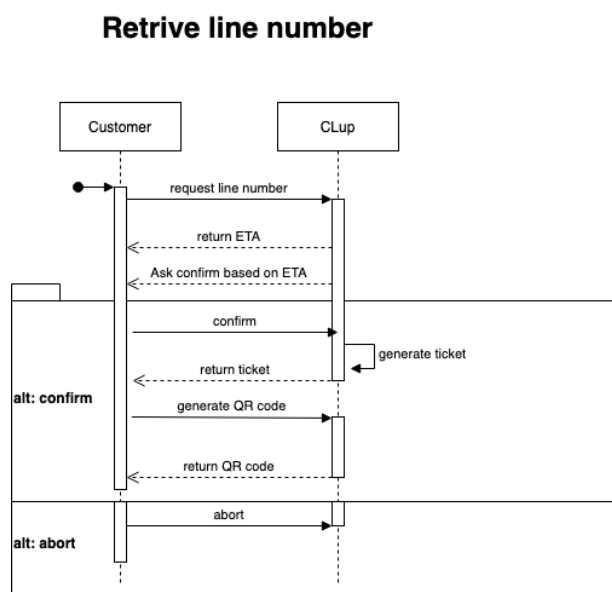 Retrive line number
Customer
CLup
request line number
return ETA
Ask confirm based on ETA
confirm
generate ticket
return ticket
alt: confirm
generate QR code
return QR code
abort
alt: abort